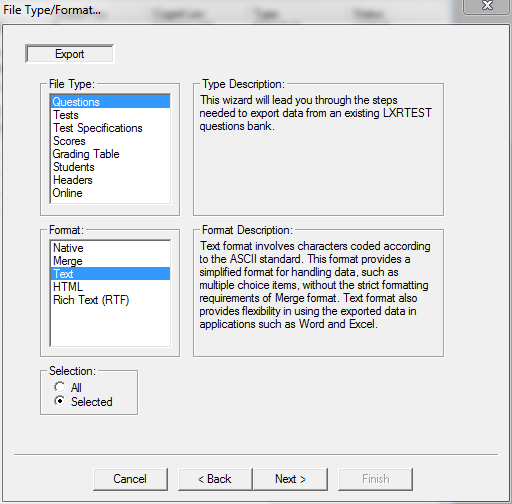 File Type/Format...
Export
File Type:
Questions
Tests
Test Specifications
Scores
Grading Table
Students
Headers
Online
Type Description:
This wizard will lead you through the steps
needed to export data from an existing LXRTEST
questions bank.
Format:
Native
Merge
Text
HTML
Rich Text (RTF)
Format Description:
Text format involves characters coded according
to the ASCII standard. This format provides a
simplified format for handling data, such as
multiple choice items, without the strict formatting
requirements of Merge format. Text format also
provides flexibility in using the exported data in
applications such as Word and Excel.
Selection:
All
Selected
Cancel
< Back
Next >
Finish